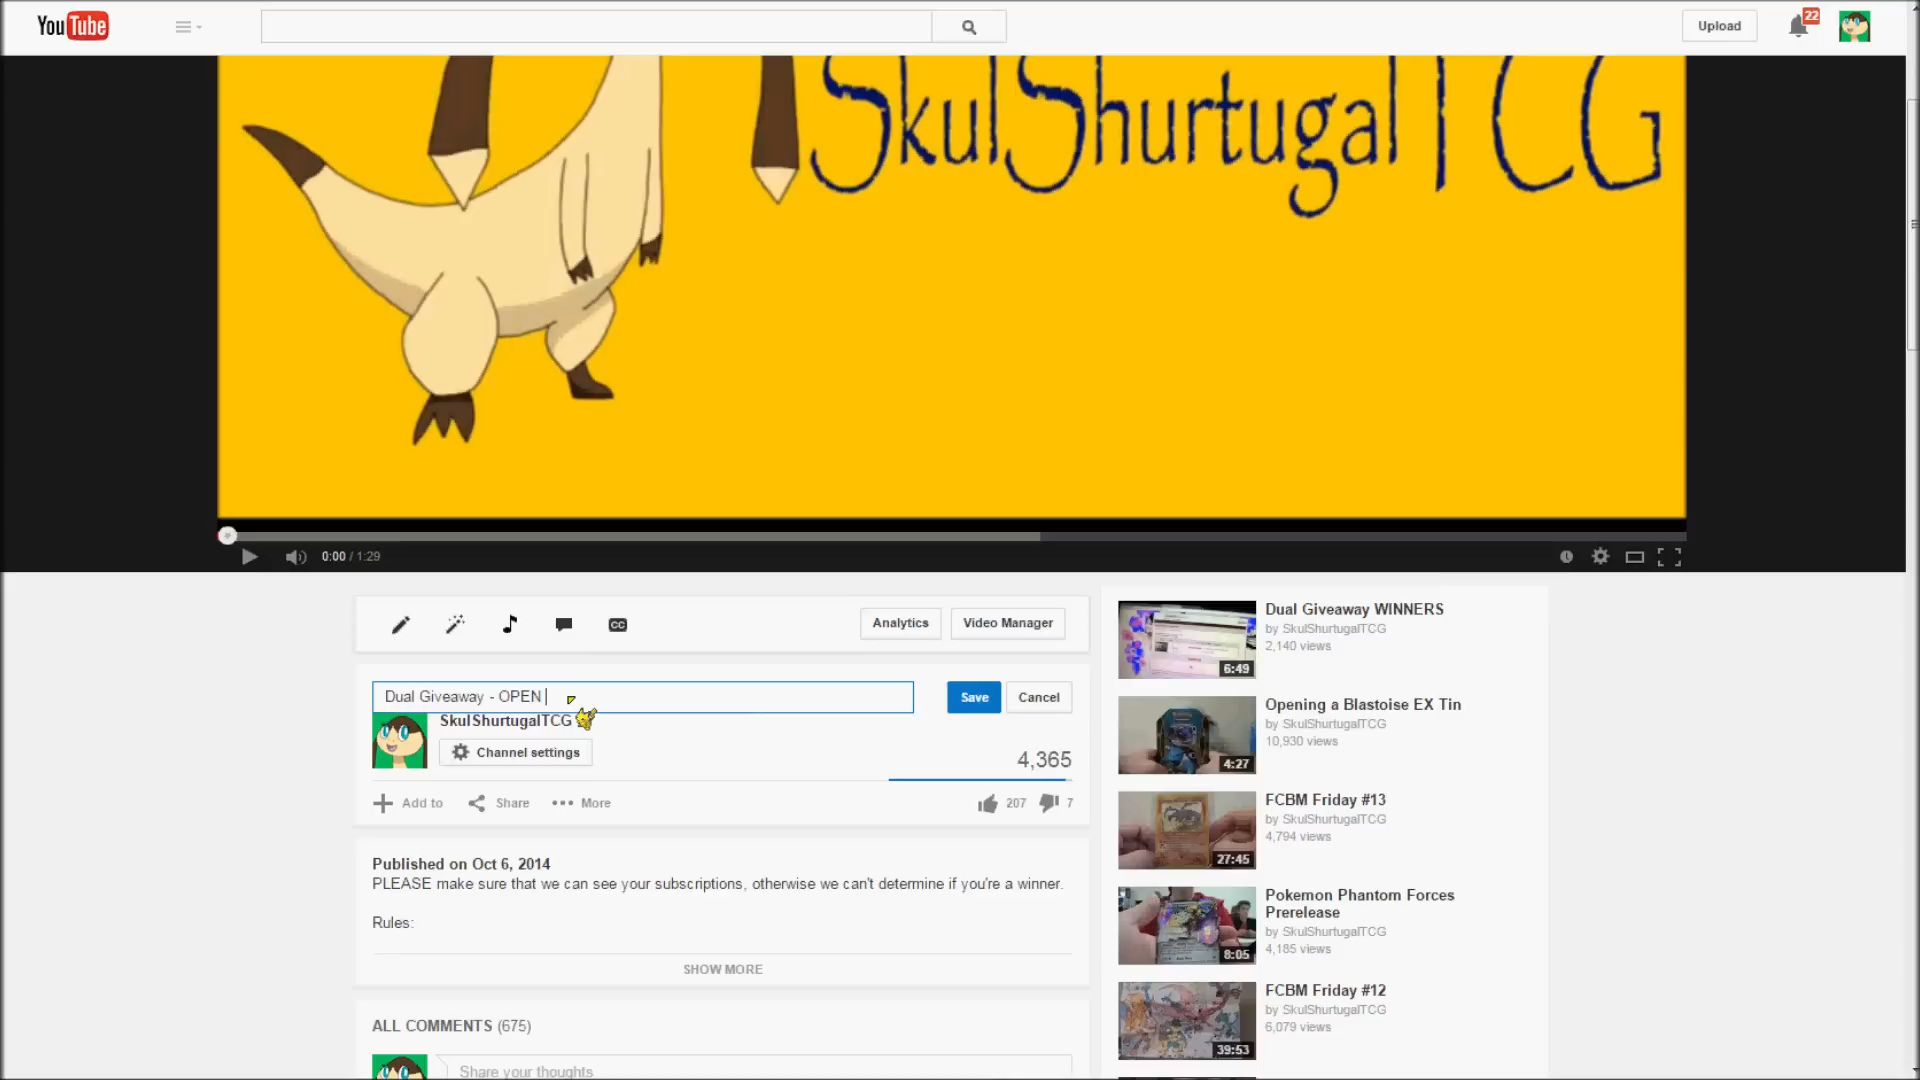 YouTube
Upload
22
SkulShurtugalTCG
0:00 / 1:29
CC
Analytics
Video Manager
Dual Giveaway - OPEN
Save
Cancel
SkulShurtugalTCG
Channel settings
4,365
Add to
Share
More
207
7
Published on Oct 6, 2014
PLEASE make sure that we can see your subscriptions, otherwise we can't determine if you're a winner.
Rules:
SHOW MORE
ALL COMMENTS (675)
Share your thoughts
Dual Giveaway WINNERS
by SkulShurtugalTCG
2,140 views
6:49
Opening a Blastoise EX Tin
by SkulShurtugalTCG
10,930 views
4:27
FCBM Friday #13
by SkulShurtugalTCG
4,794 views
27:45
Pokemon Phantom Forces
Prerelease
by SkulShurtugalTCG
4,185 views
8:05
FCBM Friday #12
by SkulShurtugalTCG
6,079 views
39:53